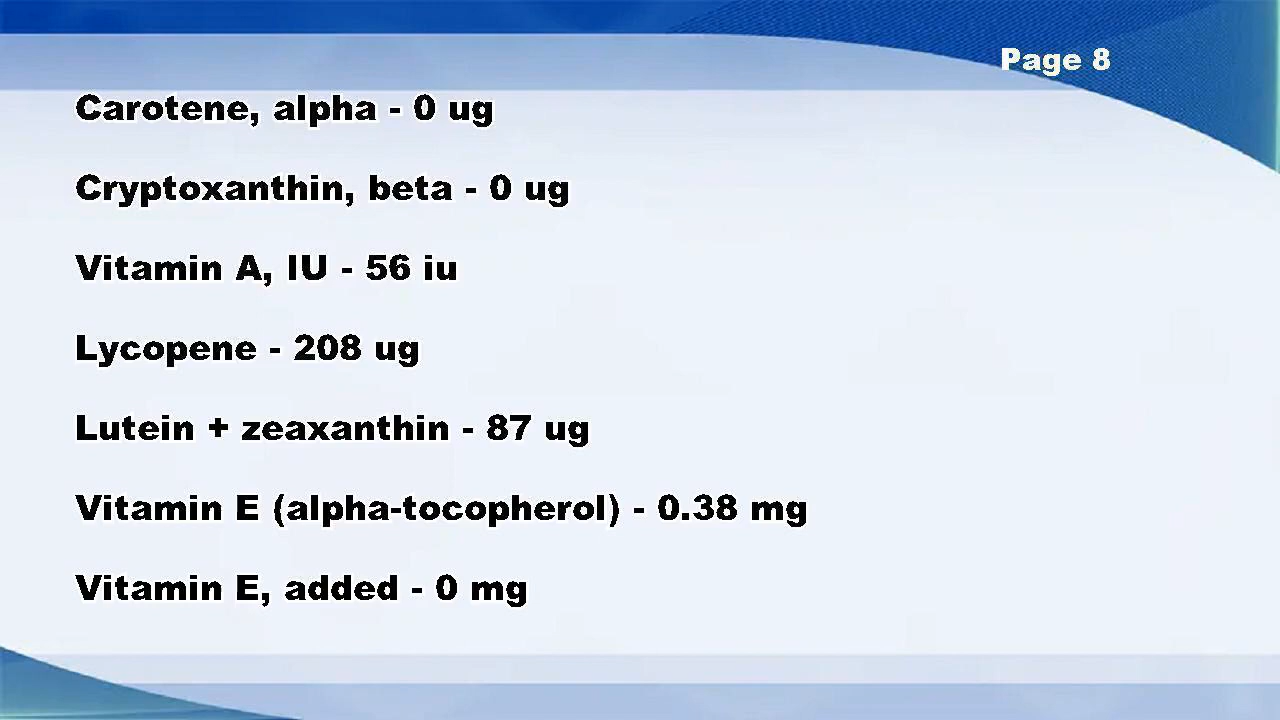 Page 8
Carotene, alpha - 0 ug
Cryptoxanthin, beta - 0 ug
Vitamin A, IU - 56 iu
Lycopene - 208 ug
Lutein + zeaxanthin - 87 ug
Vitamin E (alpha-tocopherol) - 0.38 mg
Vitamin E, added - 0 mg